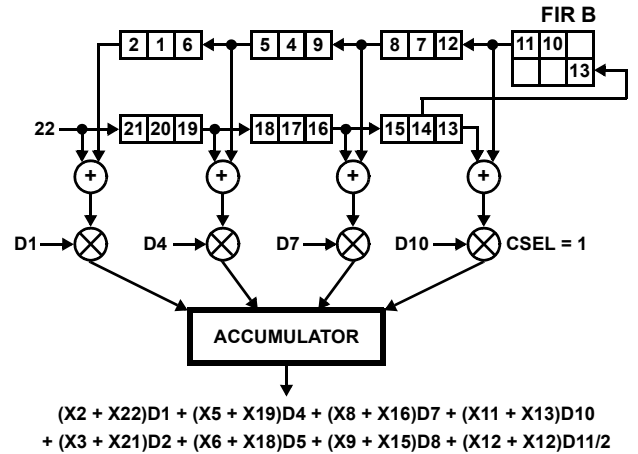 FIR B
2 1 6 5 4 9 8 7 12 11 10
13
22 21 20 19 18 17 16 15 14 13
+ + + +
D1 D4 D7 D10 CSEL = 1
ACCUMULATOR
(X2 + X22)D1 + (X5 + X19)D4 + (X8 + X16)D7 + (X11 + X13)D10
+ (X3 + X21)D2 + (X6 + X18)D5 + (X9 + X15)D8 + (X12 + X12)D11/2